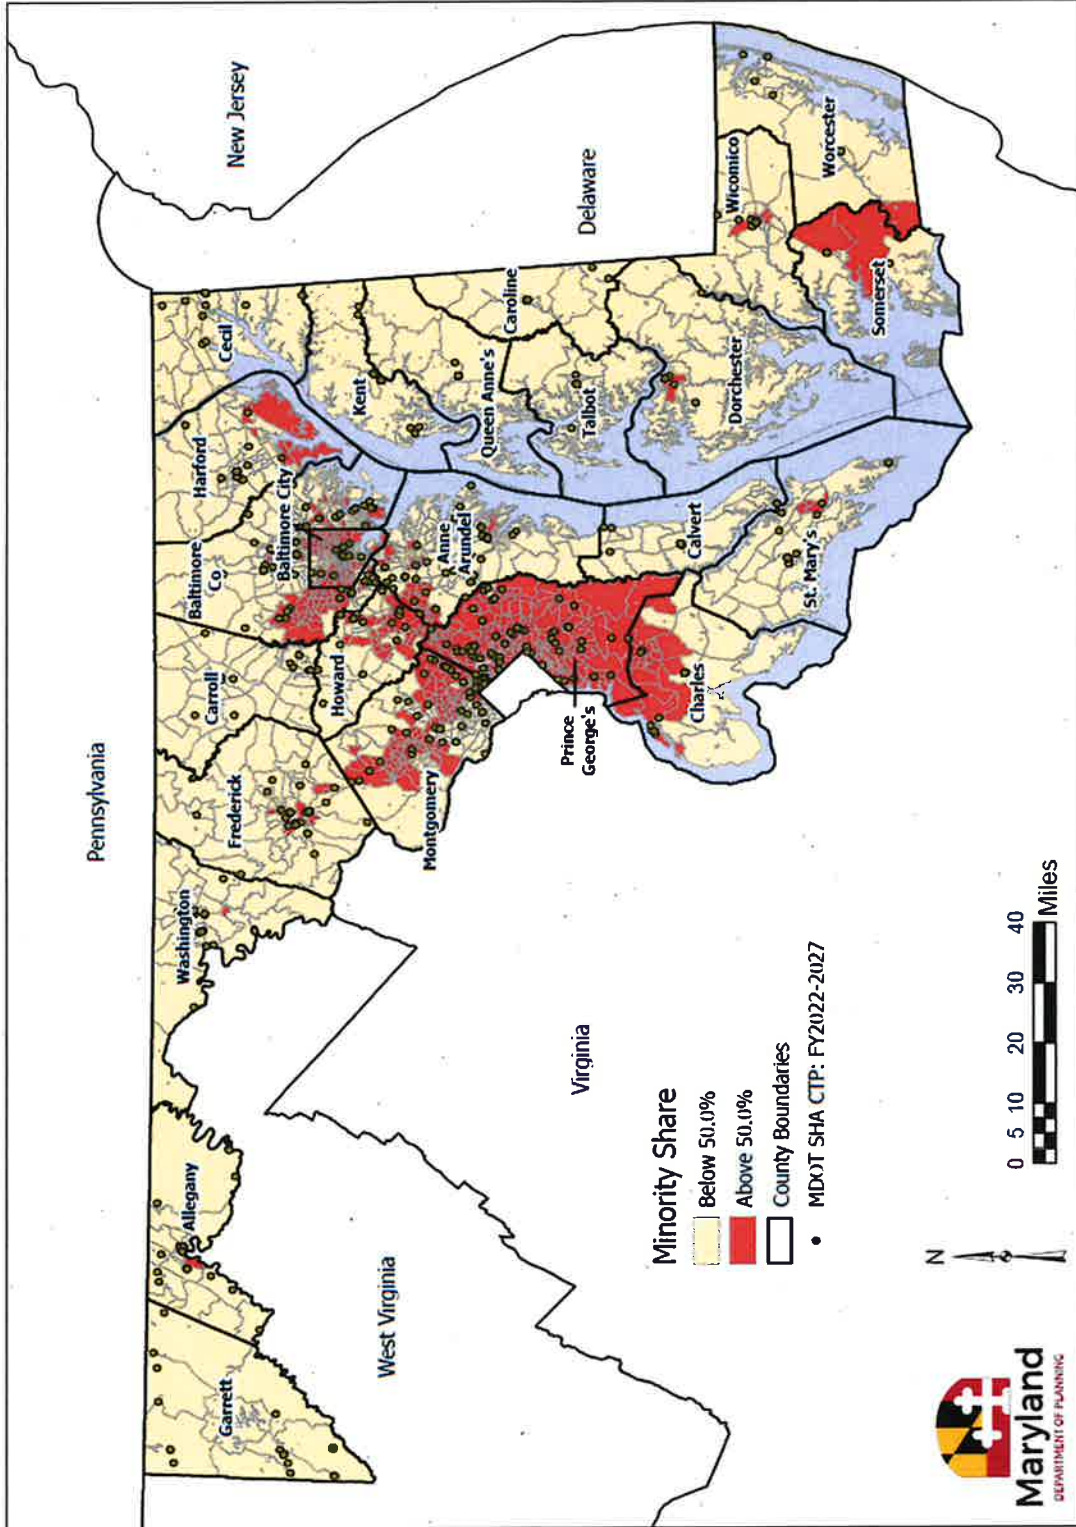 Pennsylvania
New Jersey
Delaware
Virginia
West Virginia
Garrett
Allegany
Washington
Frederick
Carroll
Baltimore
Co
Baltimore City
Harford
Cecil
Howard
Montgomery
Anne
Arundel
Prince
George's
Kent
Queen Anne's
Caroline
Talbot
Dorchester
Calvert
Charles
St. Mary's
Wicomico
Worcester
Somerset
Minority Share
Below 50.0%
Above 50.0%
County Boundaries
MDOT SHA CTP: FY2022-2027
N
0 5 10 20 30 40
Miles
Maryland
DEPARTMENT OF PLANNING